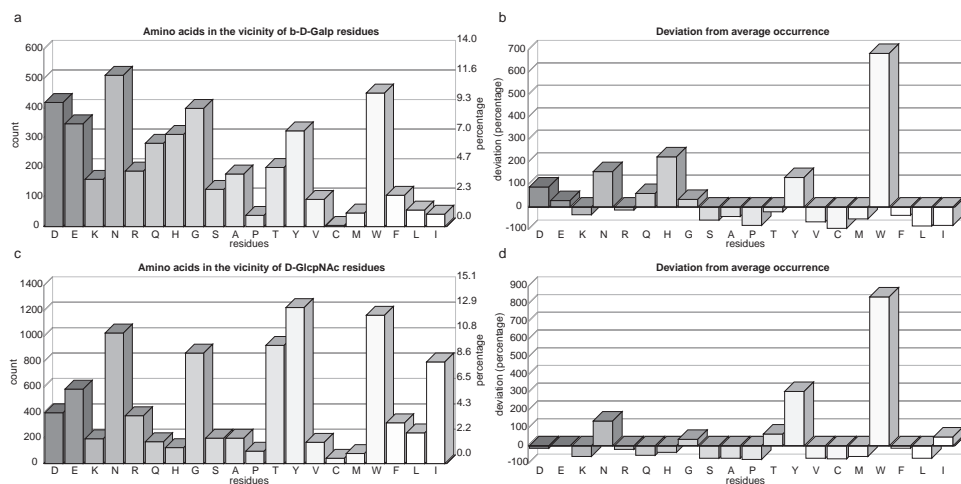 a
Amino acids in the vicinity of b-D-Galp residues
600
500
400
300
200
100
0
count
14.0
11.6
9.3
7.0
4.7
2.3
0.0
percentage
D E K N R Q H G S A P T Y V C M W F L I
residues
b
Deviation from average occurrence
700
600
500
400
300
200
100
0
-100
deviation (percentage)
D E K N R Q H G S A P T Y V C M W F L I
residues
c
Amino acids in the vicinity of D-GlcpNAc residues
1400
1200
1000
800
600
400
200
0
count
15.1
12.9
10.8
8.6
6.5
4.3
2.2
0.0
percentage
D E K N R Q H G S A P T Y V C M W F L I
residues
d
Deviation from average occurrence
900
800
700
600
500
400
300
200
100
0
-100
deviation (percentage)
D E K N R Q H G S A P T Y V C M W F L I
residues